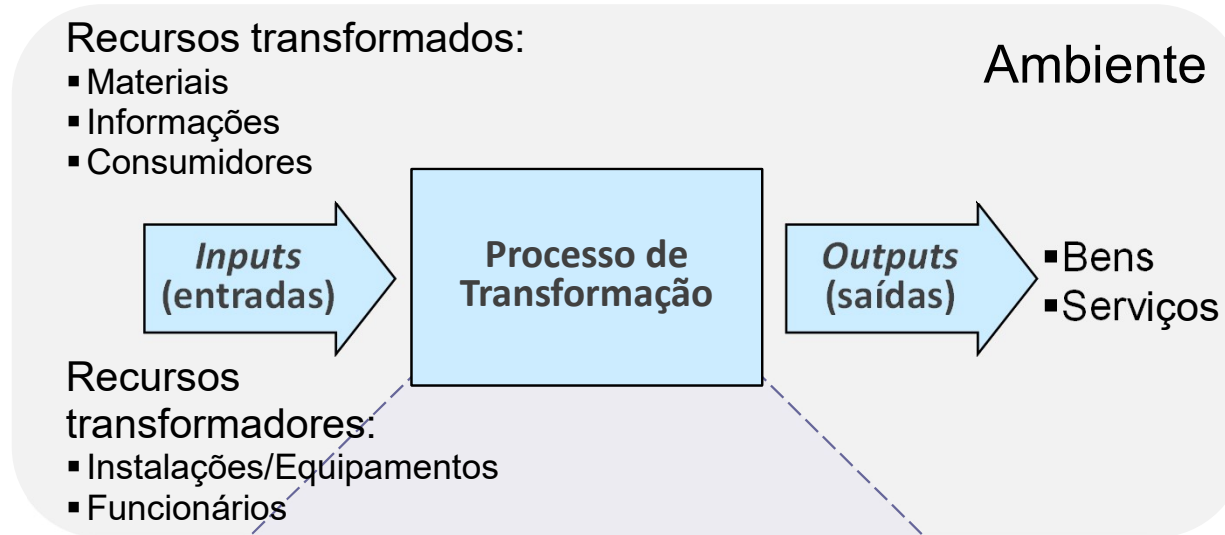 Recursos transformados:
▪ Materiais
▪ Informações
▪ Consumidores
Ambiente
Inputs
(entradas)
Processo de
Transformação
Outputs
(saídas)
▪ Bens
▪ Serviços
Recursos
transformadores:
▪ Instalações/Equipamentos
▪ Funcionários